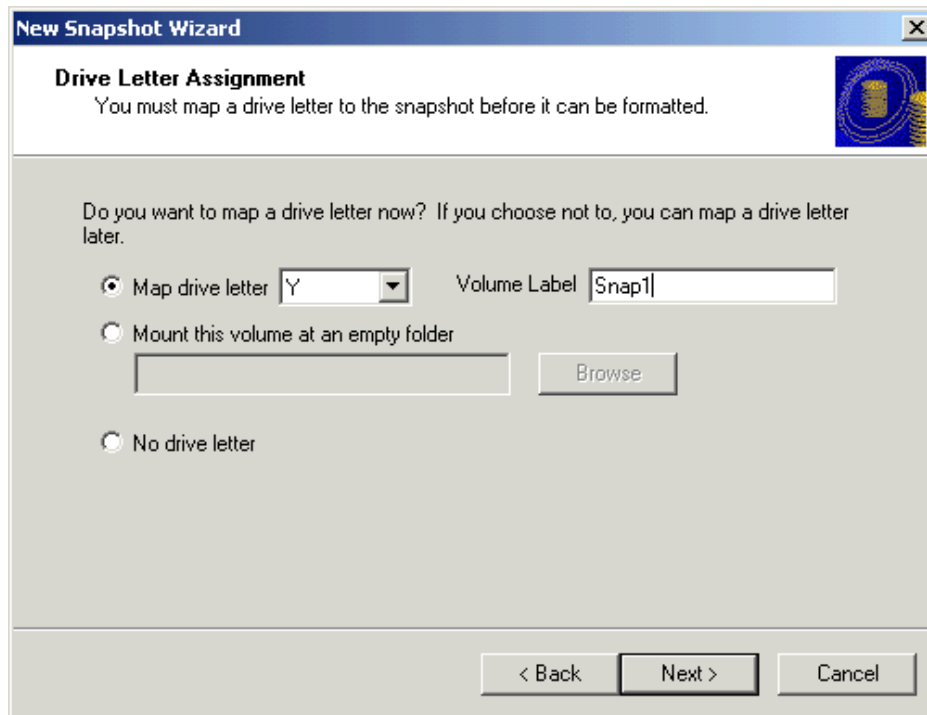 New Snapshot Wizard
Drive Letter Assignment
You must map a drive letter to the snapshot before it can be formatted.
Do you want to map a drive letter now?  If you choose not to, you can map a drive letter
later.
Map drive letter Y Volume Label Snap1
Mount this volume at an empty folder
Browse
No drive letter
< Back Next > Cancel